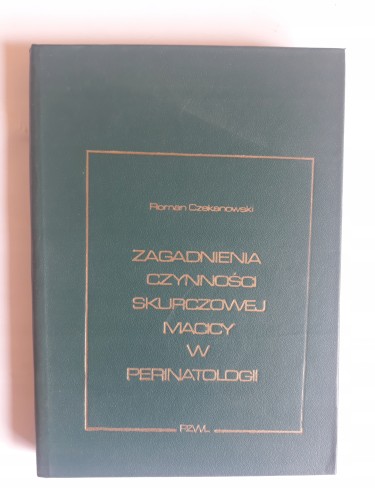 Roman Czekanowski
ZAGADNIENIA
CZYNNOŚCI
SKURCZOWEJ
MACICY
W
PERINATOLOGII
PZWL